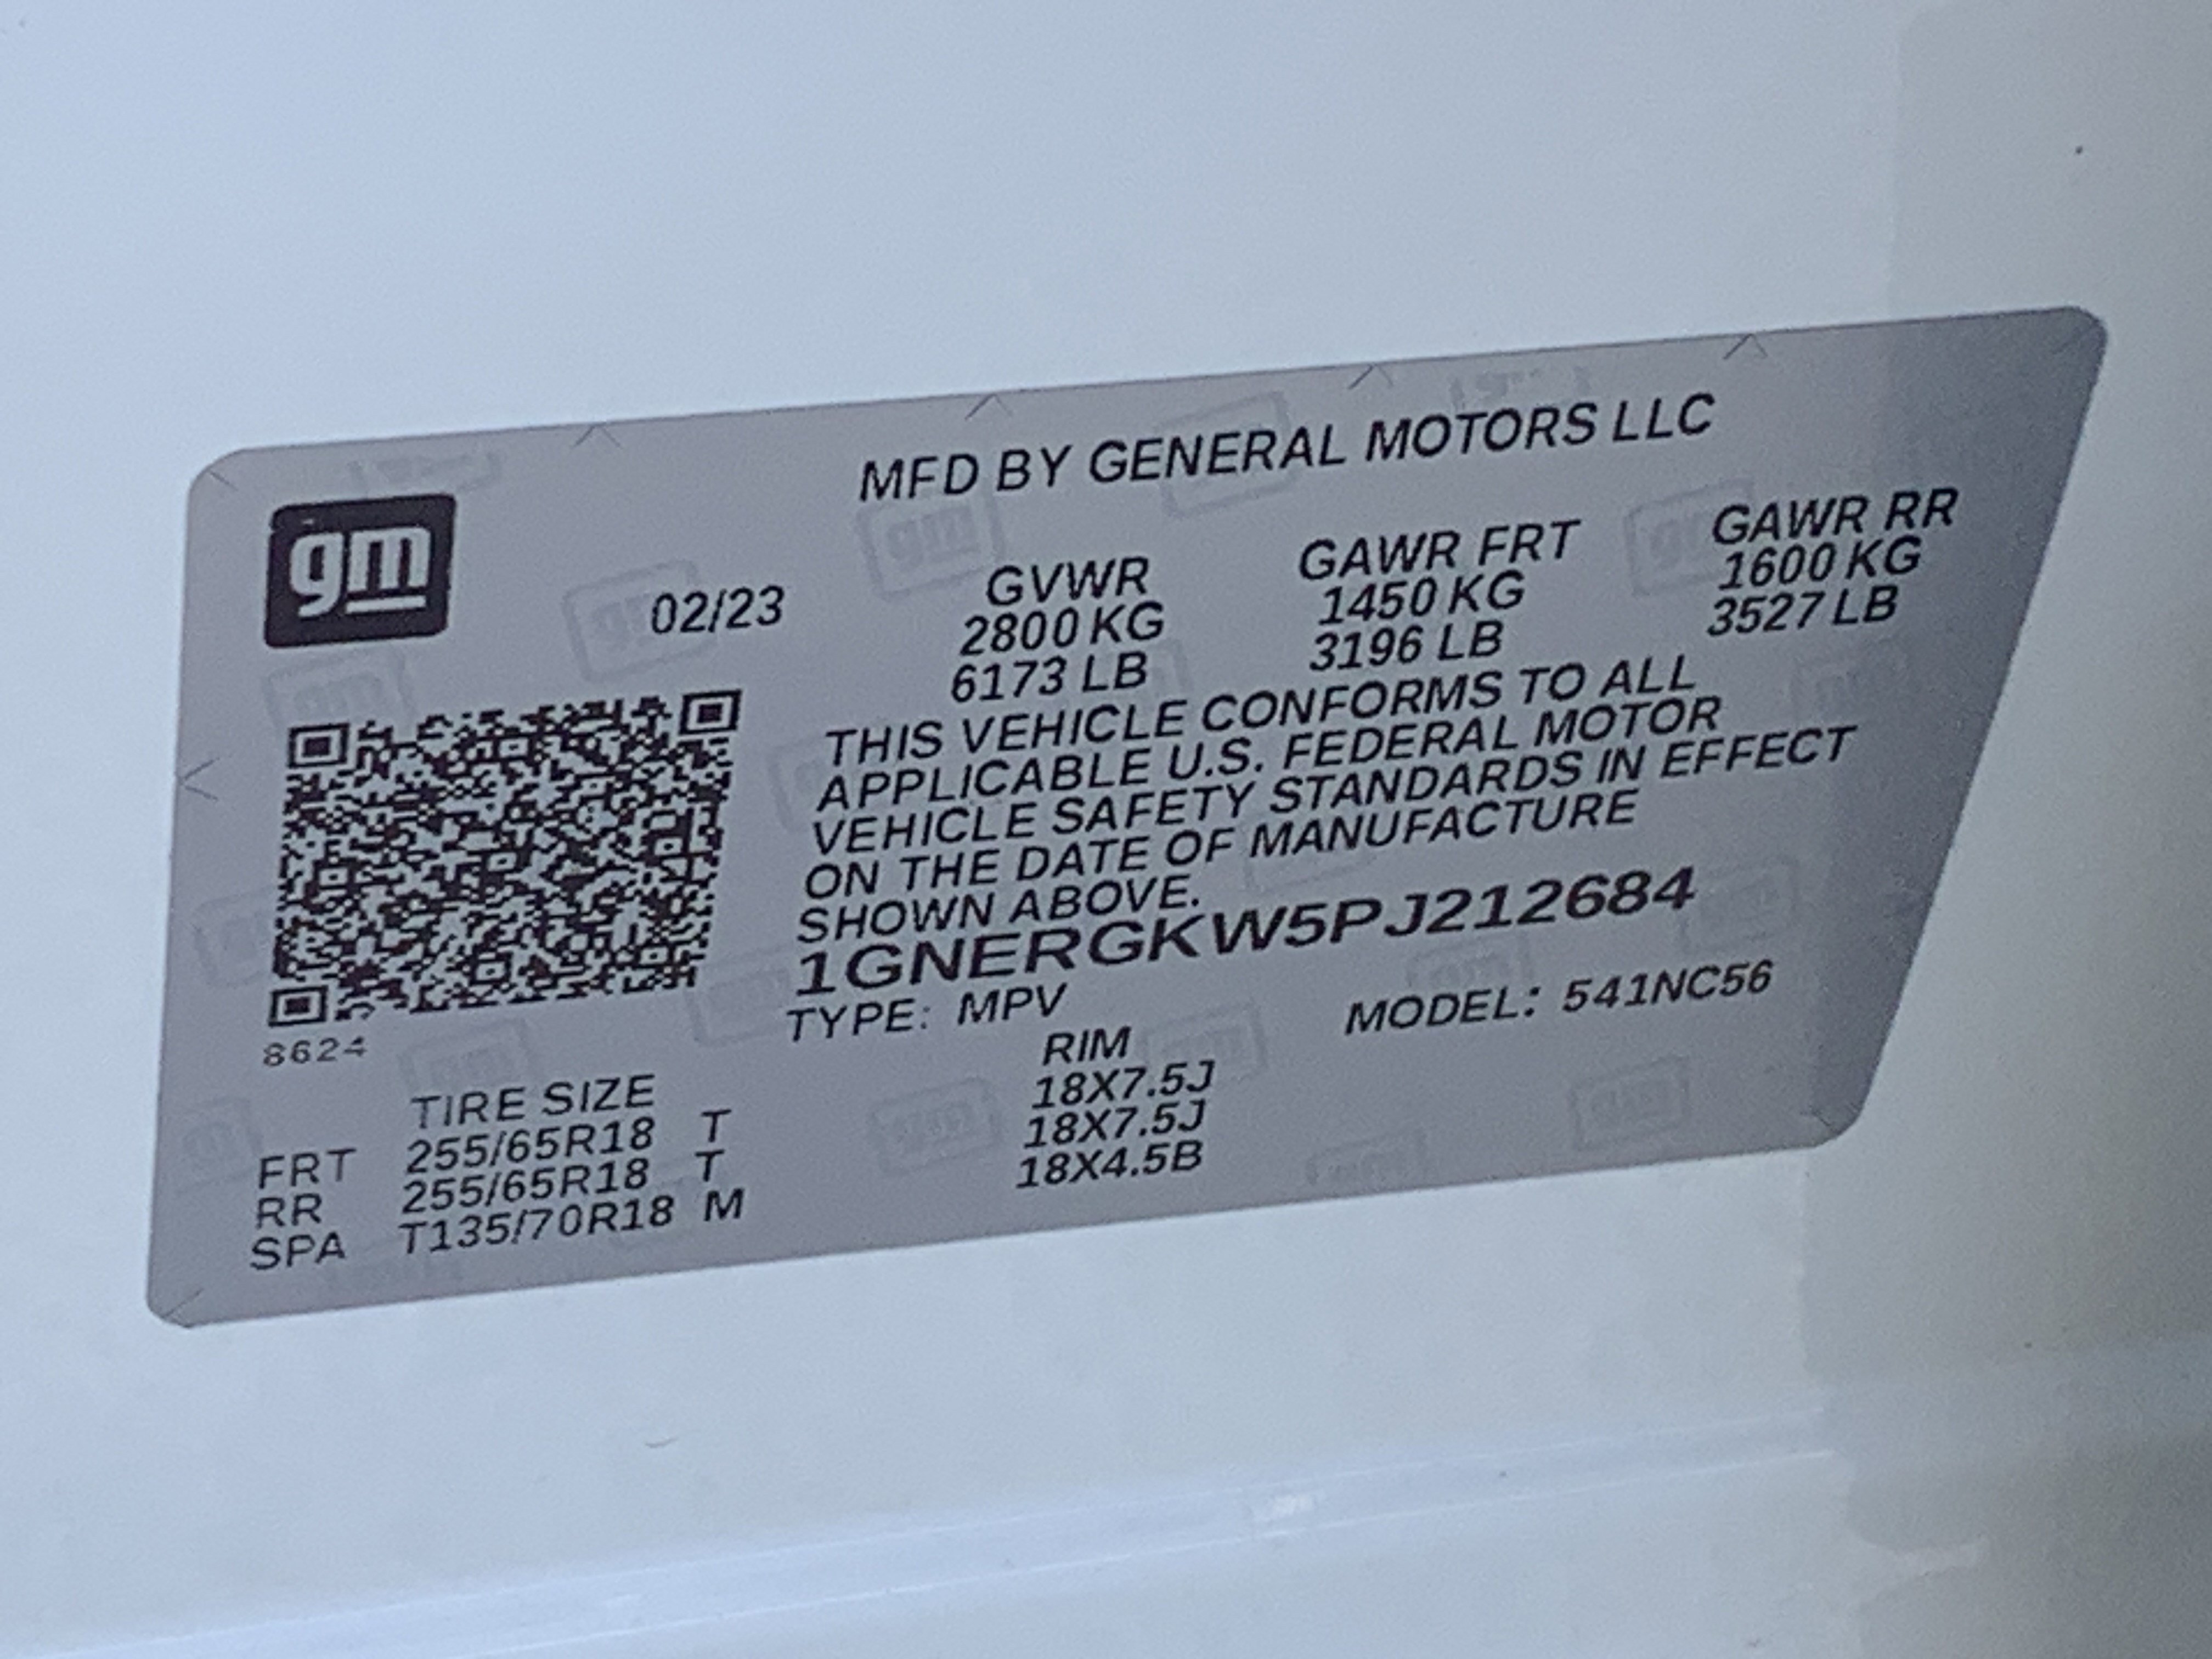 gm
MFD BY GENERAL MOTORS LLC
02/23
GVWR GAWR FRT GAWR RR
2800 KG 1450 KG 1600 KG
6173 LB 3196 LB 3527 LB
THIS VEHICLE CONFORMS TO ALL
APPLICABLE U.S. FEDERAL MOTOR
VEHICLE SAFETY STANDARDS IN EFFECT
ON THE DATE OF MANUFACTURE
SHOWN ABOVE.
1GNERGKW5PJ212684
TYPE: MPV MODEL: 541NC56
8624
TIRE SIZE RIM
FRT 255/65R18 T 18X7.5J
RR 255/65R18 T 18X7.5J
SPA T135/70R18 M 18X4.5B